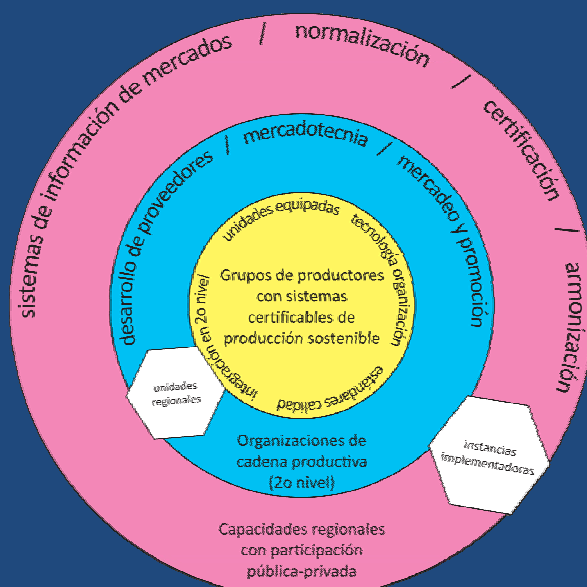 sistemas de información de mercados / normalización / certificación / armonización
desarrollo de proveedores / mercadotecnia / mercadeo y promoción
unidades equipadas tecnología organización
estándares calidad
integración en 2o nivel
Grupos de productores
con sistemas
certificables de
producción sostenible
unidades
regionales
instancias
implementadoras
Organizaciones de
cadena productiva
(2o nivel)
Capacidades regionales
con participación
pública-privada